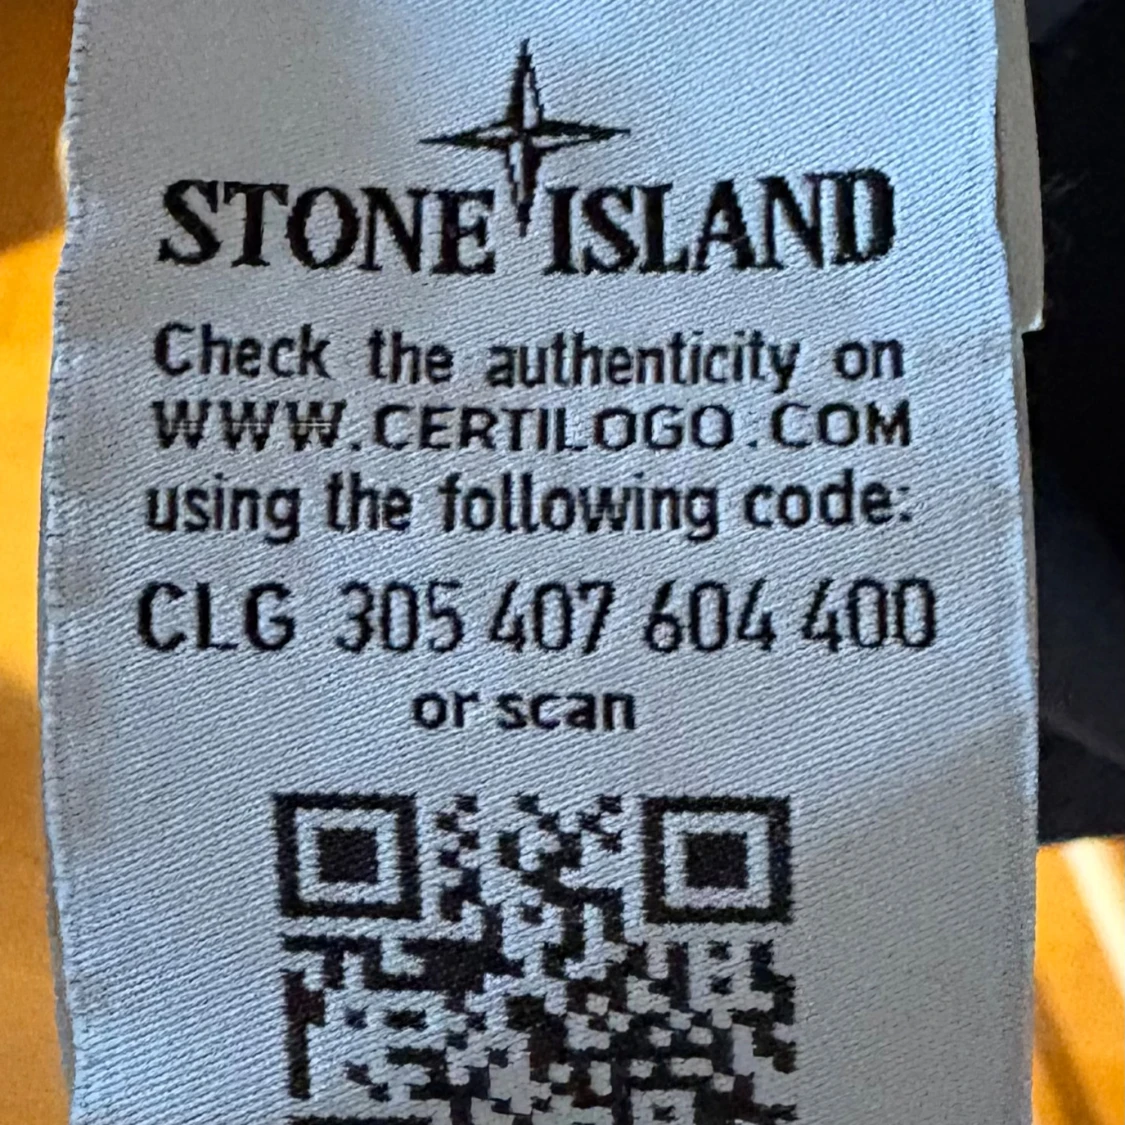 STONE ISLAND
Check the authenticity on
WWW.CERTILOGO.COM
using the following code:
CLG 305 407 604 400
or scan